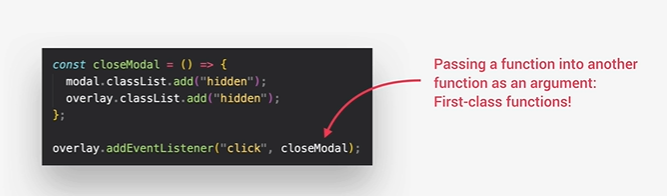 const closeModal = () => {
modal.classList.add("hidden");
overlay.classList.add("hidden");
};
overlay.addEventListener("click", closeModal);
Passing a function into another
function as an argument:
First-class functions!